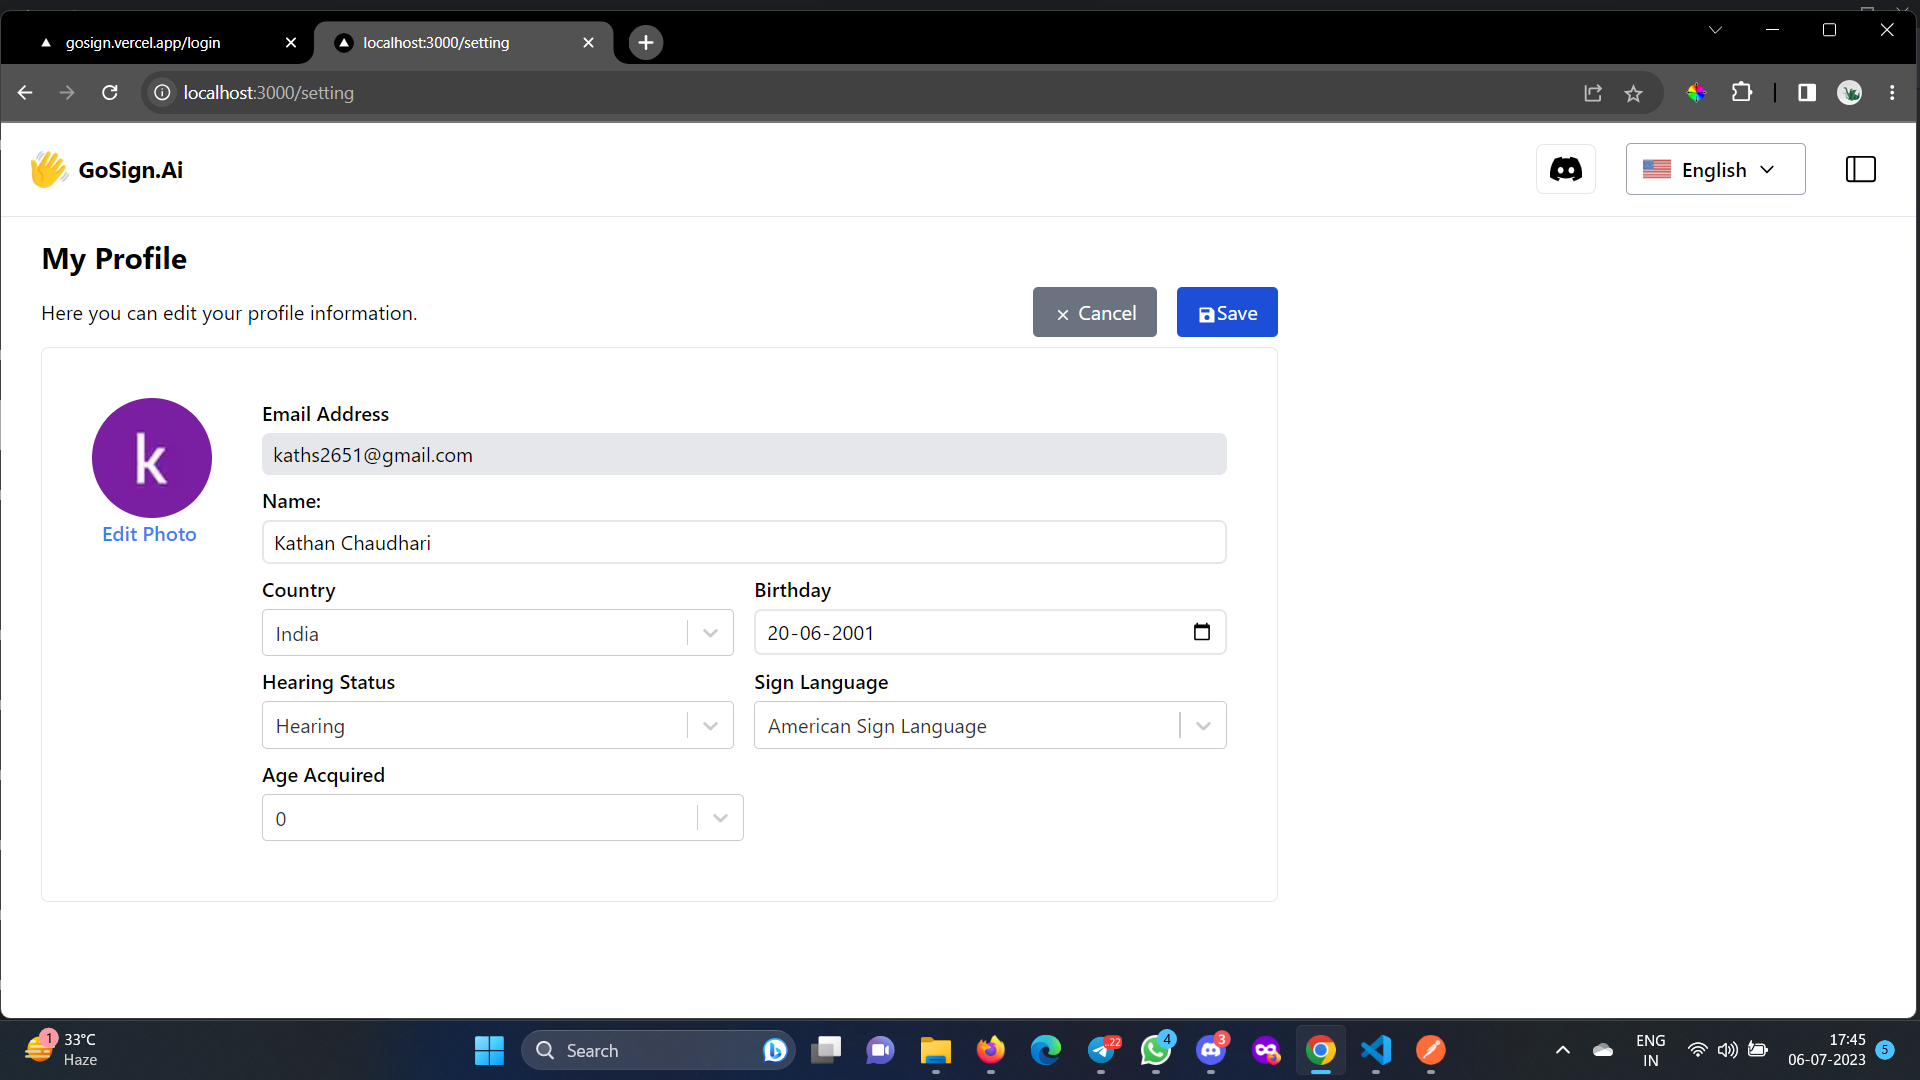 gosign.vercel.app/login
localhost:3000/setting
localhost:3000/setting
GoSign.Ai
English
My Profile
Here you can edit your profile information.
Cancel
Save
Email Address
k
kaths2651@gmail.com
Edit Photo
Name:
Kathan Chaudhari
Country
Birthday
India
20-06-2001
Hearing Status
Sign Language
Hearing
American Sign Language
Age Acquired
0
1
33°C
Haze
Search
22
4
3
ENG
IN
17:45
06-07-2023
5